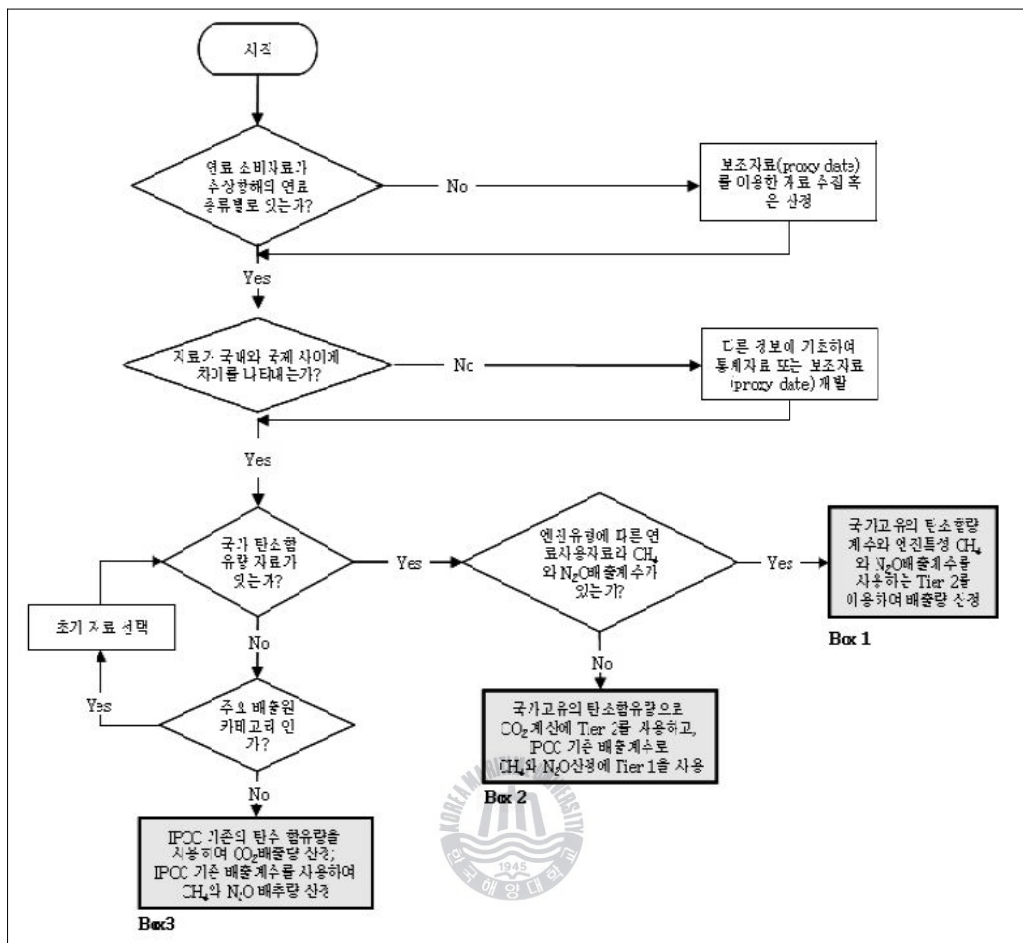 시작
연료 소비자료가
수상항해의 연료
종류별로 있는가?
No
보조자료(proxy date)
를 이용한 자료 수집 혹
은 산정
Yes
자료가 국내와 국제 사이에
차이를 나타내는가?
No
다른 정보에 기초하여
통계자료 또는 보조자료
(proxy date) 개발
Yes
국가 탄소함
유량 자료가
있는가?
Yes
엔진유형에 따른 연
료사용자료와 CH₄
와 N₂O배출계수가
있는가?
Yes
국가고유의 탄소함량
계수와 엔진특성 CH₄
와 N₂O배출계수를
사용하는 Tier 2를
이용하여 배출량 산정
Box 1
초기 자료 선택
No
Yes
주요 배출원
카테고리 인
가?
No
국가고유의 탄소함유량으로
CO₂ 계산에 Tier 2를 사용하고,
IPCC 기존 배출계수로
CH₄와 N₂O산정에 Tier 1을 사용
Box 2
No
IPCC 기존의 탄소 함유량을
사용하여 CO₂배출량 산정;
IPCC 기존 배출계수를 사용하여
CH₄와 N₂O 배출량 산정
Box3
KOREA MARITIME UNIVERSITY
1945
한국해양대학교